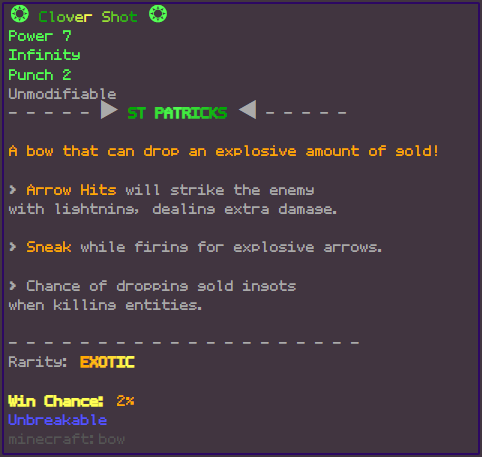 ❂ Clover Shot ❂
Power 7
Infinity
Punch 2
Unmodifiable
- - - - - ▶ ST PATRICKS ◀ - - - - -
A bow that can drop an explosive amount of gold!
> Arrow Hits will strike the enemy
with lightning, dealing extra damage.
> Sneak while firing for explosive arrows.
> Chance of dropping gold ingots
when killing entities.
- - - - - - - - - - - - - - - - - - - - -
Rarity: EXOTIC
Win Chance: 2%
Unbreakable
minecraft:bow